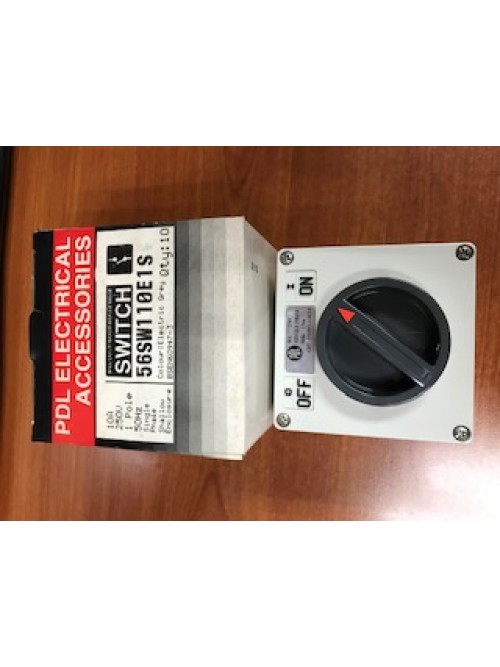 PDL ELECTRICAL
ACCESSORIES
SWITCH
56SW110E1S
10A
250V
1 Pole
50Hz
Single
Phase
Shallow
Enclosure
Colour:Electric Grey
Qty:10
ON
OFF